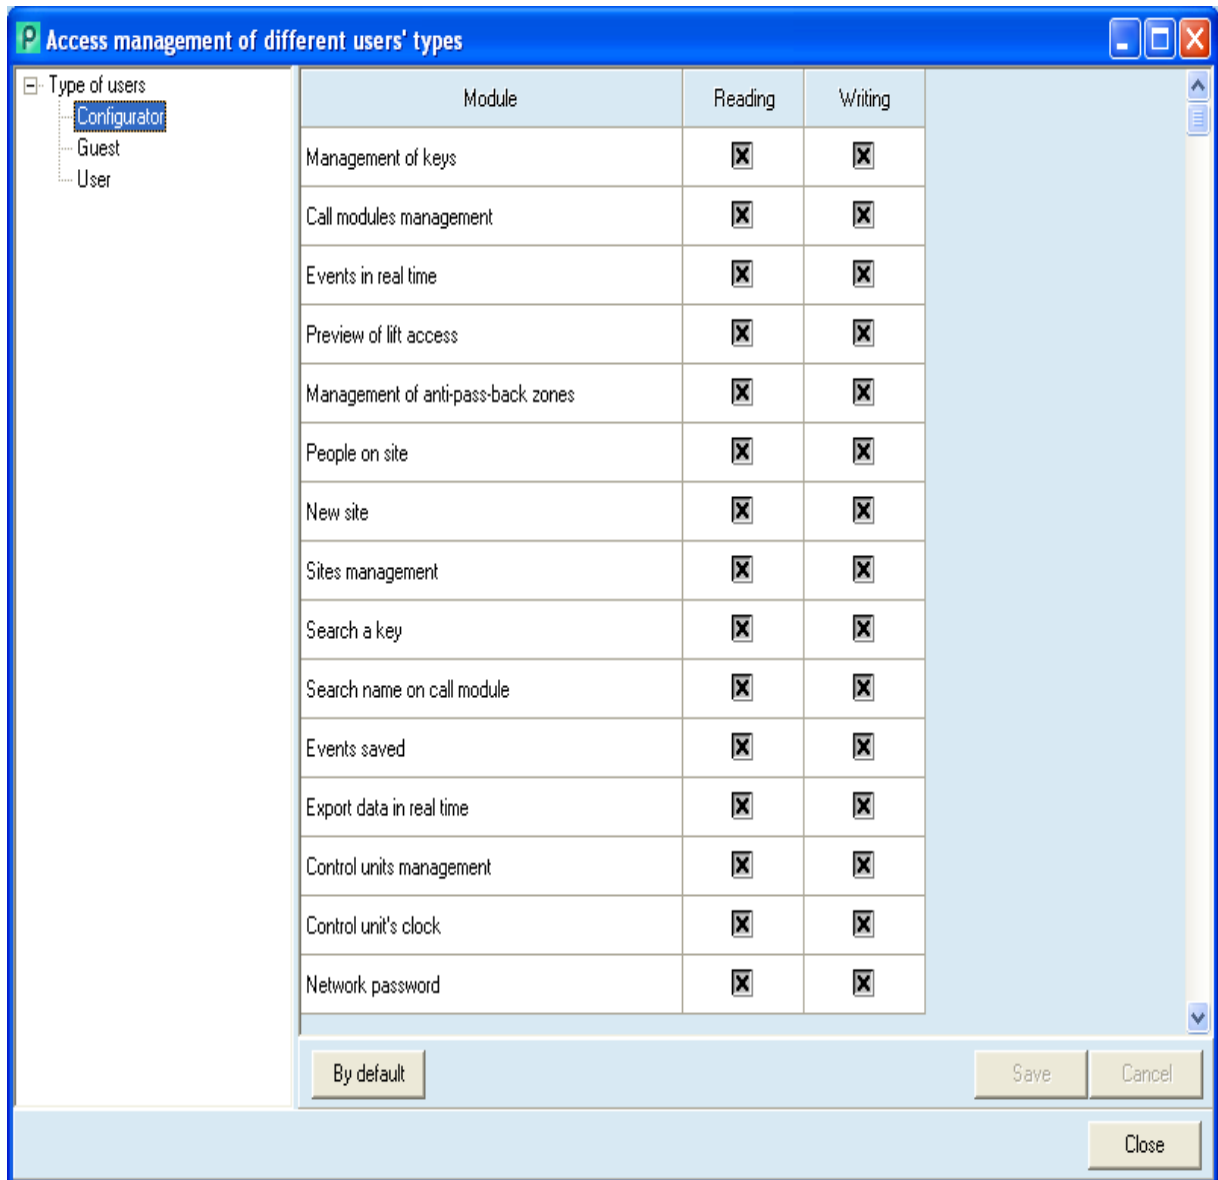 P Access management of different users' types
Type of users
Configurator
Guest
User
Module Reading Writing
Management of keys
Call modules management
Events in real time
Preview of lift access
Management of anti-pass-back zones
People on site
New site
Sites management
Search a key
Search name on call module
Events saved
Export data in real time
Control units management
Control unit's clock
Network password
By default Save Cancel
Close